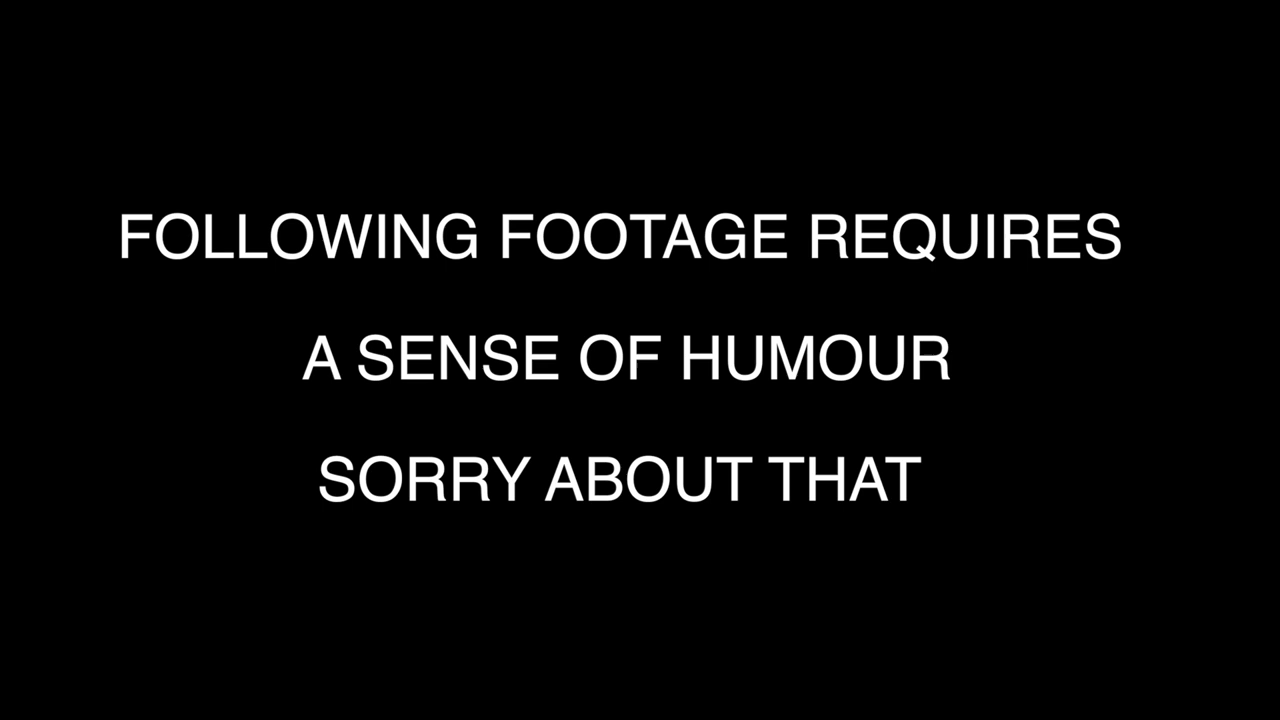 FOLLOWING FOOTAGE REQUIRES
A SENSE OF HUMOUR
SORRY ABOUT THAT